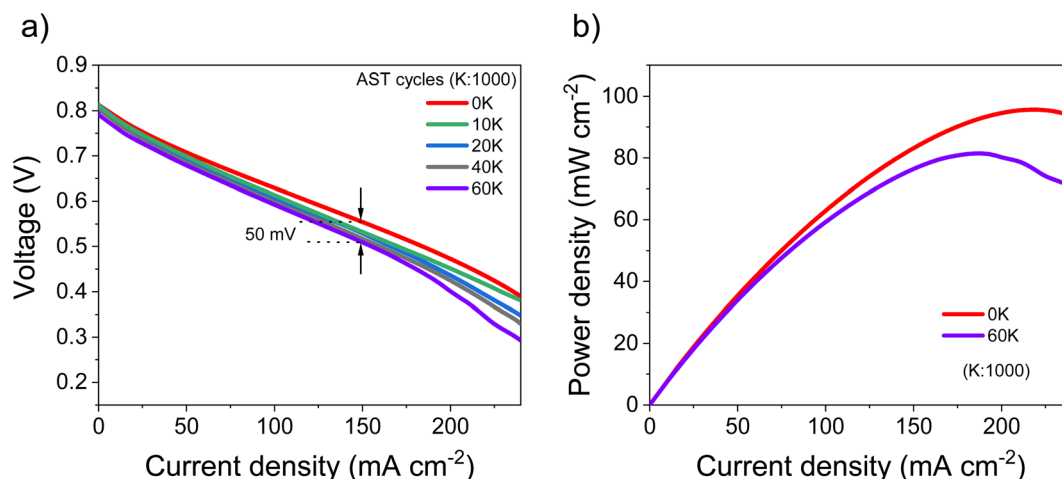 a)
Voltage (V)
0.9
0.8
0.7
0.6
0.5
0.4
0.3
0.2
AST cycles (K:1000)
0K
10K
20K
40K
60K
50 mV
0
50
100
150
200
Current density (mA cm⁻²)
b)
Power density (mW cm⁻²)
100
80
60
40
20
0
0K
60K
(K:1000)
0
50
100
150
200
Current density (mA cm⁻²)